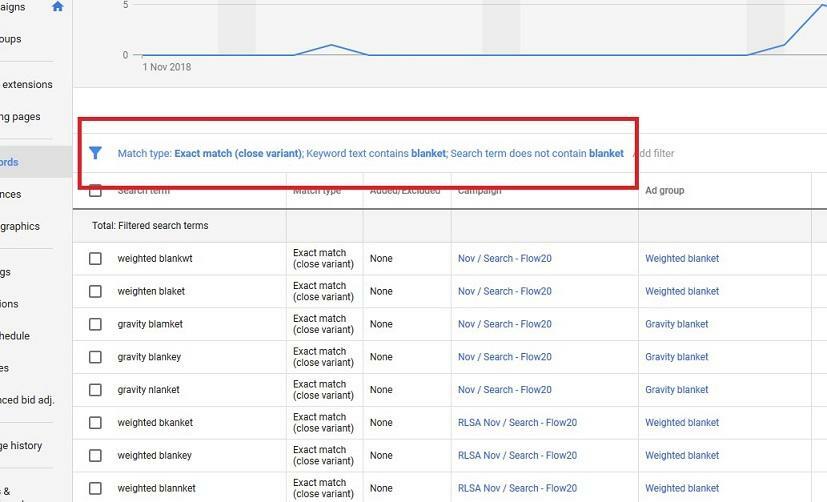 5
0
1 Nov 2018
aigns
oups
extensions
ng pages
ords
nces
graphics
gs
ions
hedule
es
nced bid adj.
ge history
s &
Match type: Exact match (close variant); Keyword text contains blanket; Search term does not contain blanket
dd filter
Search term Match type Added/Excluded Campaign Ad group
Total: Filtered search terms
weighted blankwt Exact match (close variant) None Nov / Search - Flow20 Weighted blanket
weighten blaket Exact match (close variant) None Nov / Search - Flow20 Weighted blanket
gravity blamket Exact match (close variant) None Nov / Search - Flow20 Gravity blanket
gravity blankey Exact match (close variant) None Nov / Search - Flow20 Gravity blanket
gravity nlanket Exact match (close variant) None Nov / Search - Flow20 Gravity blanket
weighted bkanket Exact match (close variant) None RLSA Nov / Search - Flow20 Weighted blanket
weighted blankey Exact match (close variant) None RLSA Nov / Search - Flow20 Weighted blanket
weighted blannket Exact match (close variant) None RLSA Nov / Search - Flow20 Weighted blanket